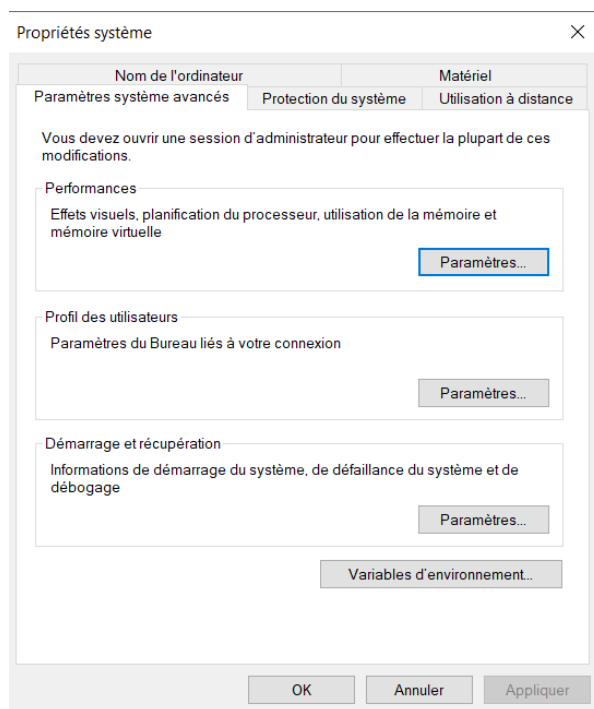 Propriétés système
Nom de l'ordinateur
Matériel
Paramètres système avancés
Protection du système
Utilisation à distance
Vous devez ouvrir une session d'administrateur pour effectuer la plupart de ces
modifications.
Performances
Effets visuels, planification du processeur, utilisation de la mémoire et
mémoire virtuelle
Paramètres...
Profil des utilisateurs
Paramètres du Bureau liés à votre connexion
Paramètres...
Démarrage et récupération
Informations de démarrage du système, de défaillance du système et de
débogage
Paramètres...
Variables d'environnement...
OK
Annuler
Appliquer